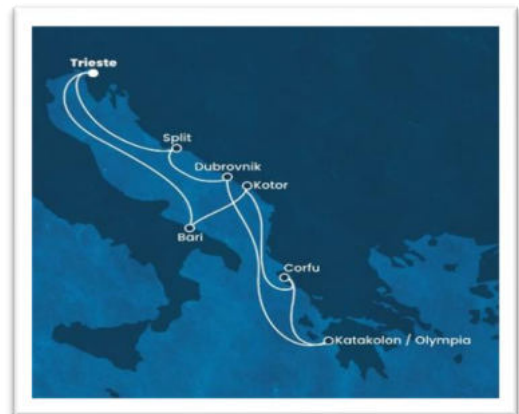 Trieste
Split
Dubrovnik
Kotor
Bari
Corfu
Katakolon / Olympia